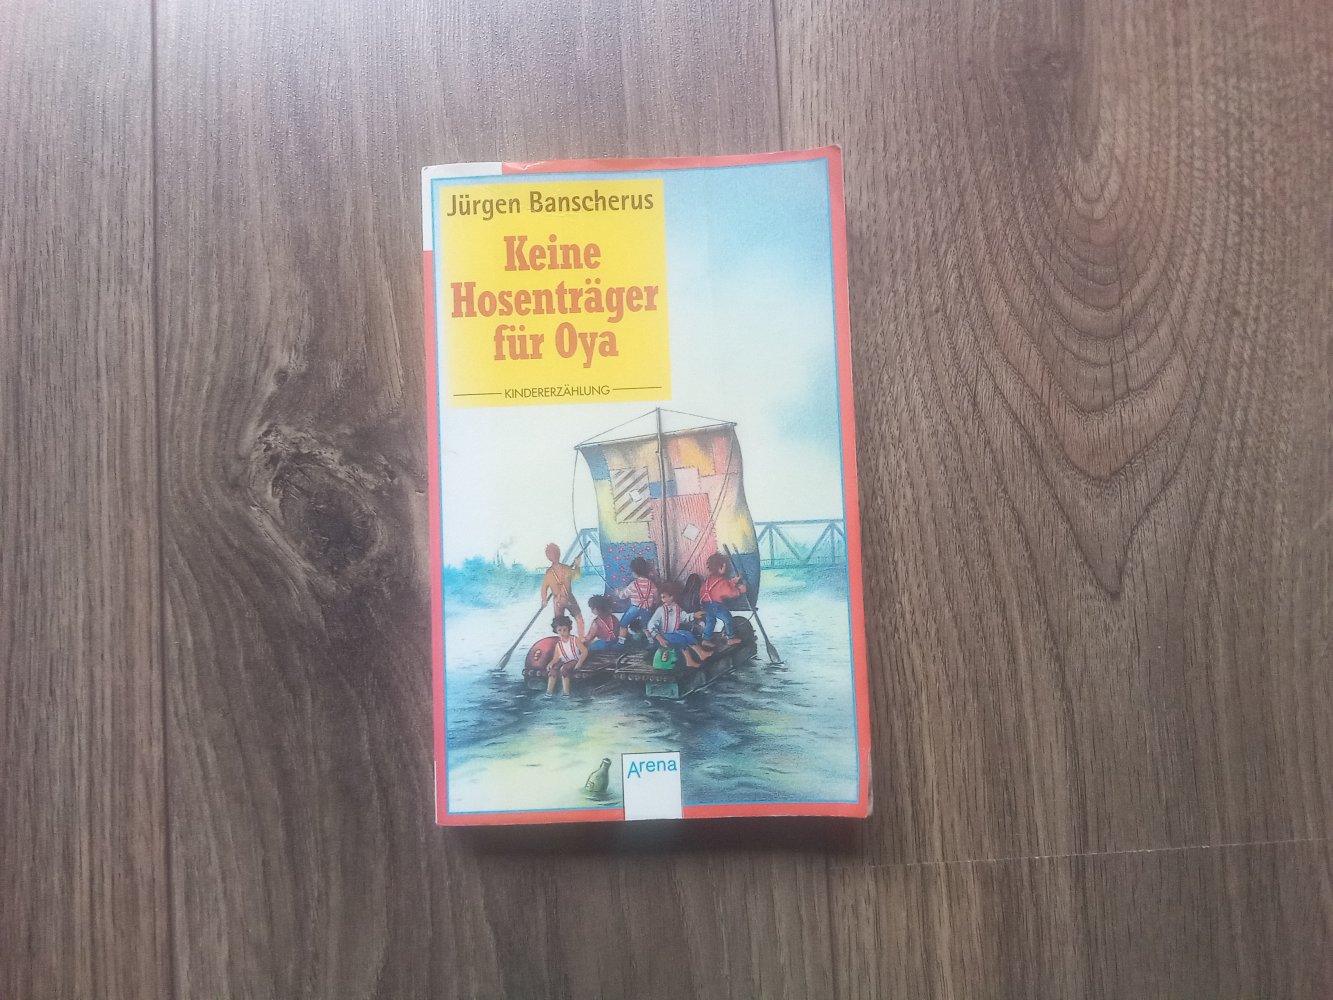 Jürgen Banscherus
Keine
Hosenträger
für Oya
KINDERERZÄHLUNG
Arena